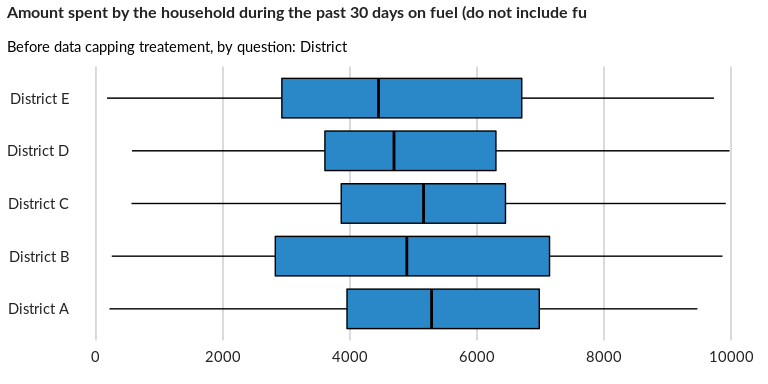 Amount spent by the household during the past 30 days on fuel (do not include fu
Before data capping treatement, by question: District
District E
District D
District C
District B
District A
0 2000 4000 6000 8000 10000